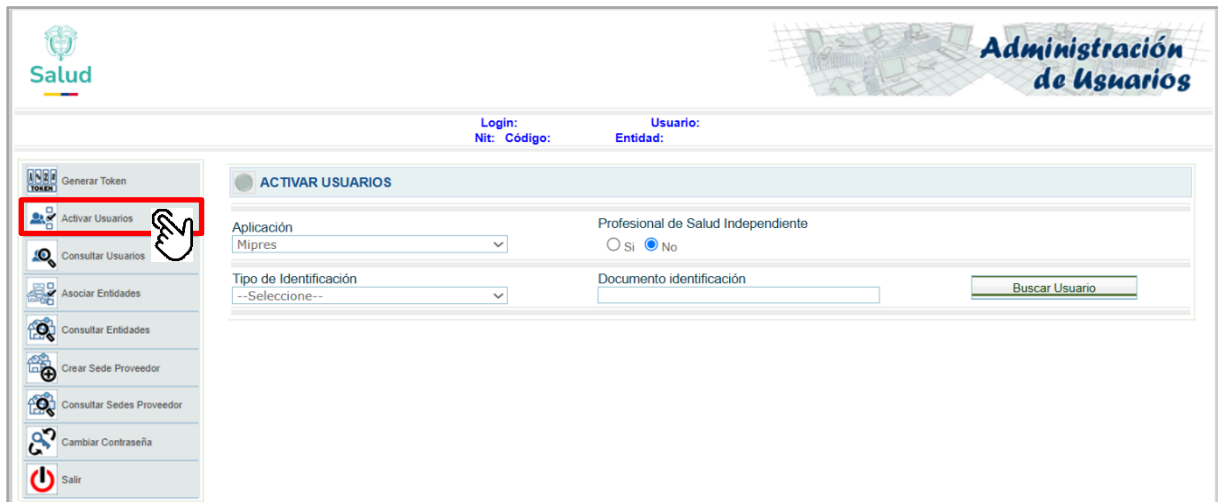 Salud
Administración
de Usuarios
Login: Usuario:
Nit: Código: Entidad:
TOKEN
Generar Token
Activar Usuarios
Consultar Usuarios
Asociar Entidades
Consultar Entidades
Crear Sede Proveedor
Consultar Sedes Proveedor
Cambiar Contraseña
Salir
ACTIVAR USUARIOS
Aplicación
Mipres
Profesional de Salud Independiente
Si No
Tipo de Identificación
--Seleccione--
Documento identificación
Buscar Usuario